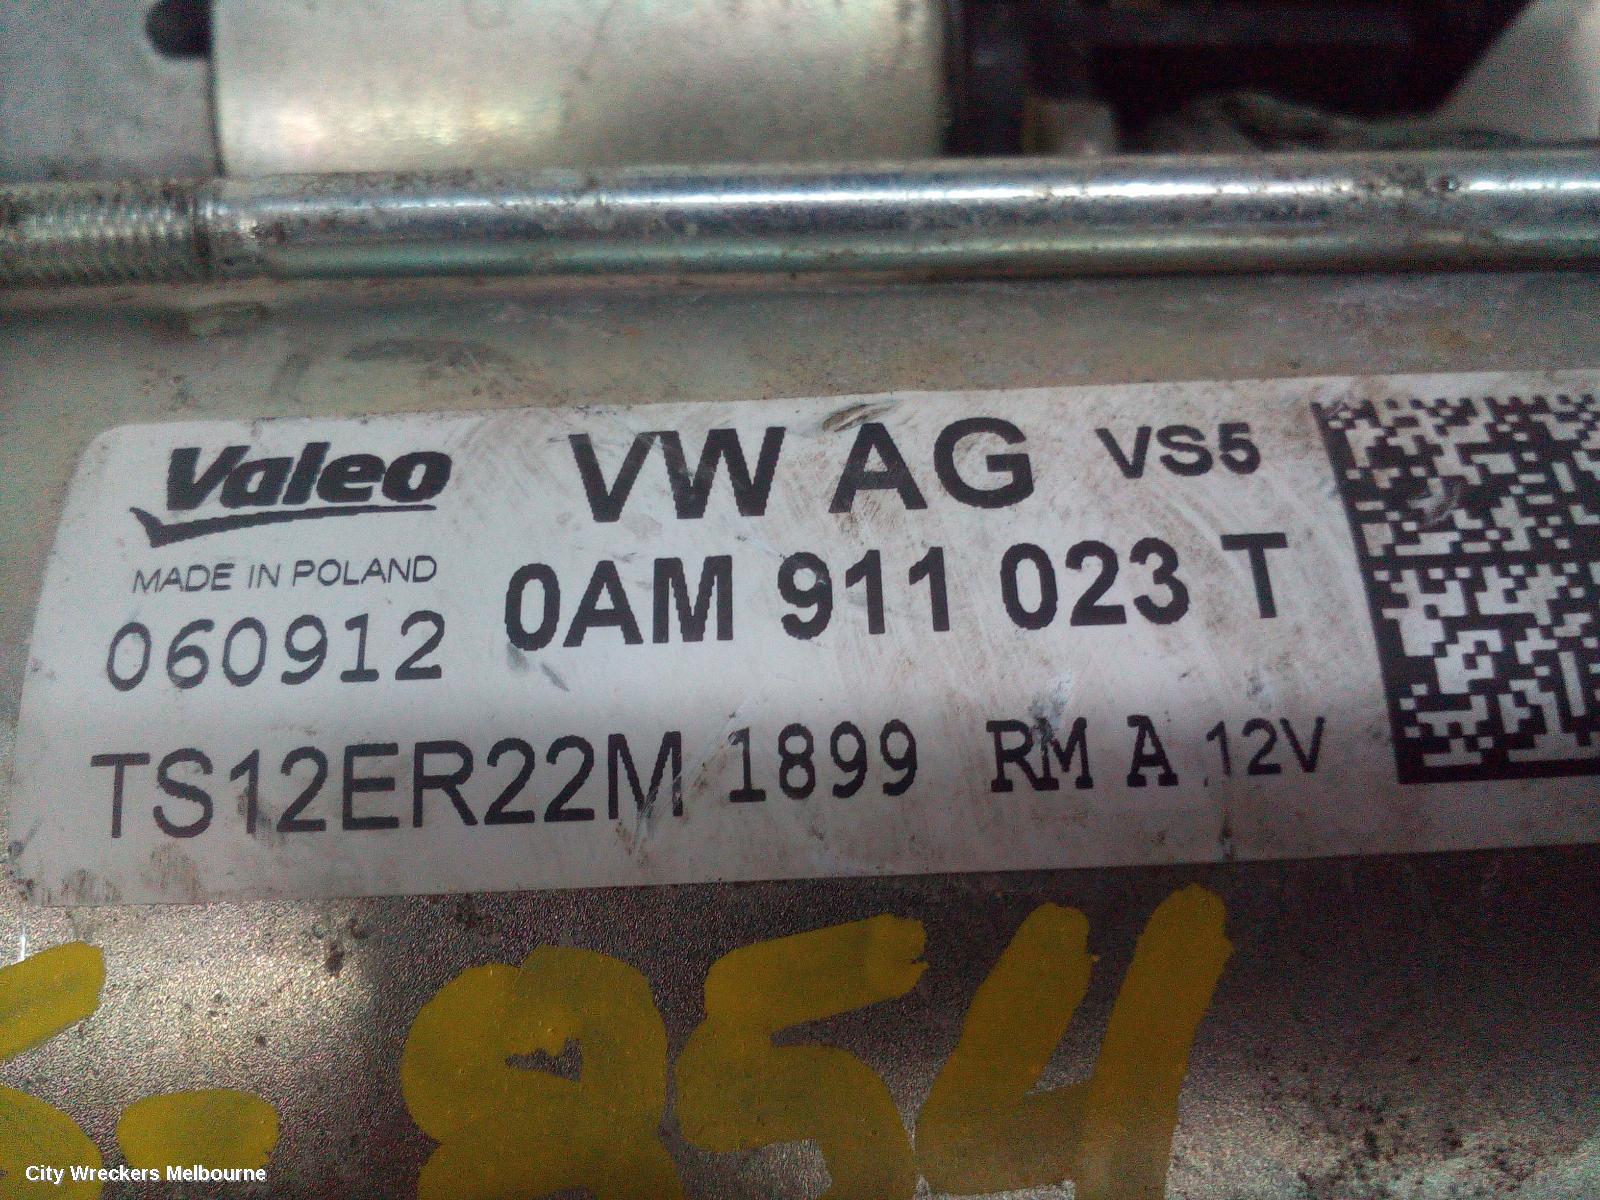 Valeo VW AG VS5
MADE IN POLAND
060912 0AM 911 023 T
TS12ER22M 1899 RM A 12V
5-854
City Wreckers Melbourne